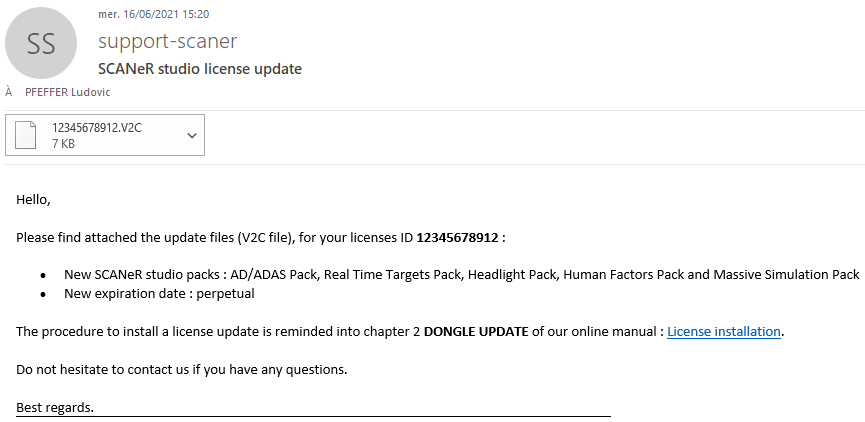 SS
mer. 16/06/2021 15:20
support-scaner
SCANeR studio license update
À PFEFFER Ludovic
12345678912.V2C
7 KB
Hello,
Please find attached the update files (V2C file), for your licenses ID 12345678912 :
• New SCANeR studio packs : AD/ADAS Pack, Real Time Targets Pack, Headlight Pack, Human Factors Pack and Massive Simulation Pack
• New expiration date : perpetual
The procedure to install a license update is reminded into chapter 2 DONGLE UPDATE of our online manual : License installation.
Do not hesitate to contact us if you have any questions.
Best regards.